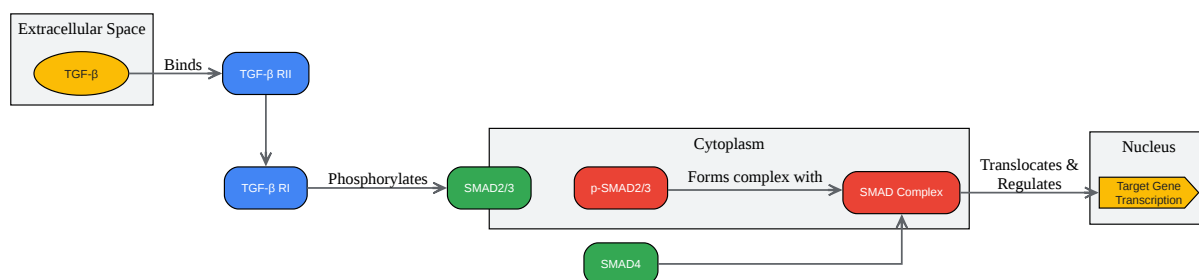 Extracellular Space
TGF-β
Binds
TGF-β RII
TGF-β RI
Phosphorylates
SMAD2/3
Cytoplasm
p-SMAD2/3
Forms complex with
SMAD Complex
SMAD4
Translocates &
Regulates
Nucleus
Target Gene
Transcription